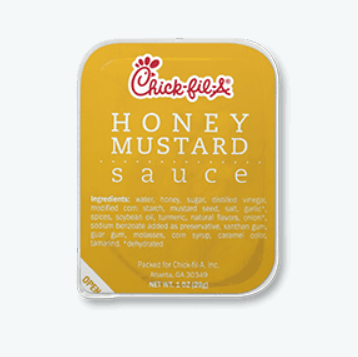 Chick-fil-A®
HONEY
MUSTARD
sauce
Ingredients: water, honey, sugar, distilled vinegar,
modified corn starch, mustard seed, salt, garlic*,
spices, soybean oil, turmeric, natural flavors, onion*,
sodium benzoate added as preservative, xanthan gum,
guar gum, molasses, corn syrup, caramel color,
tamarind. *dehydrated
Packed for Chick-fil-A, Inc.
Atlanta, GA 30349
NET WT. 1 OZ (28g)
OPEN